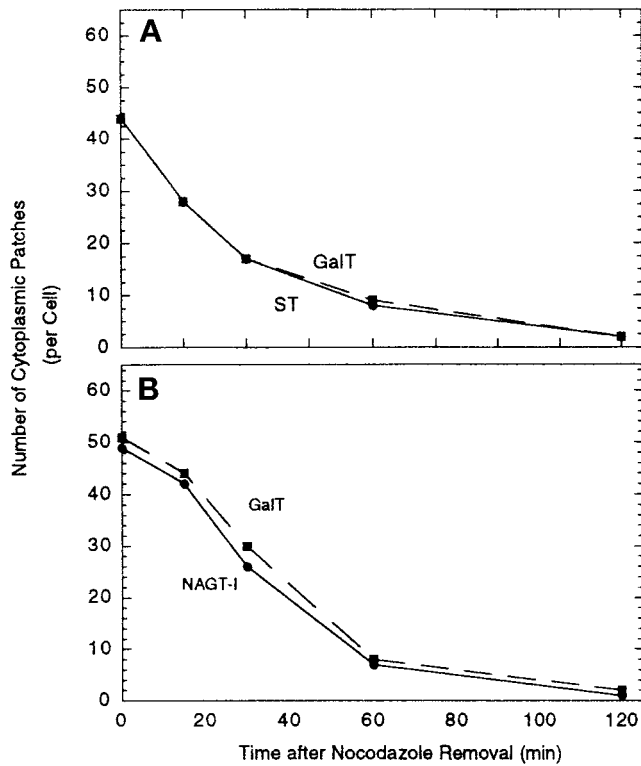 A
60
50
40
30
20
10
0
GalT
ST
B
60
50
40
30
20
10
0
GalT
NAGT-I
0 20 40 60 80 100 120
Time after Nocodazole Removal (min)
Number of Cytoplasmic Patches
(per Cell)